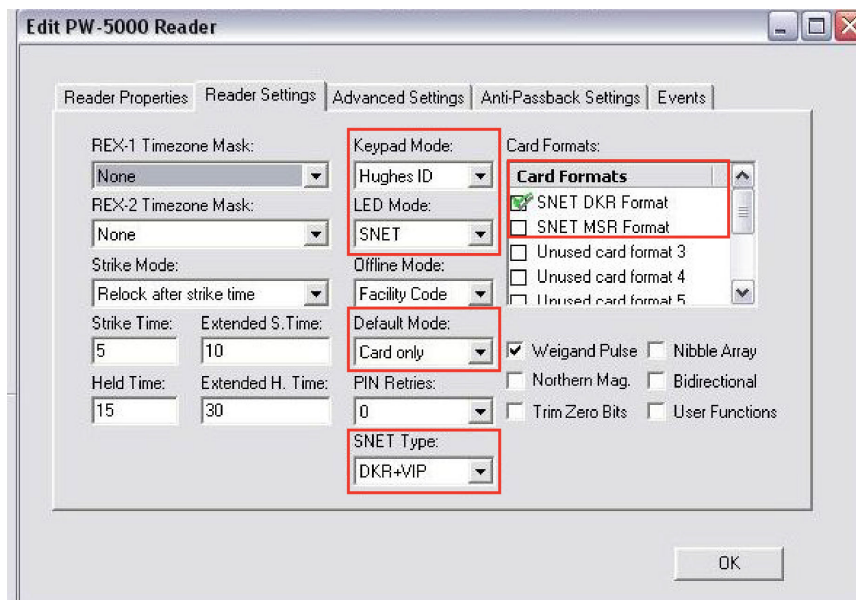 Edit PW-5000 Reader
Reader Properties
Reader Settings
Advanced Settings
Anti-Passback Settings
Events
REX-1 Timezone Mask:
None
REX-2 Timezone Mask:
None
Strike Mode:
Relock after strike time
Strike Time:
Extended S.Time:
5
10
Held Time:
Extended H. Time:
15
30
Keypad Mode:
Hughes ID
LED Mode:
SNET
Offline Mode:
Facility Code
Default Mode:
Card only
PIN Retries:
0
SNET Type:
DKR+VIP
Card Formats:
Card Formats
SNET DKR Format
SNET MSR Format
Unused card format 3
Unused card format 4
Unused card format 5
Weigand Pulse
Nibble Array
Northern Mag.
Bidirectional
Trim Zero Bits
User Functions
OK